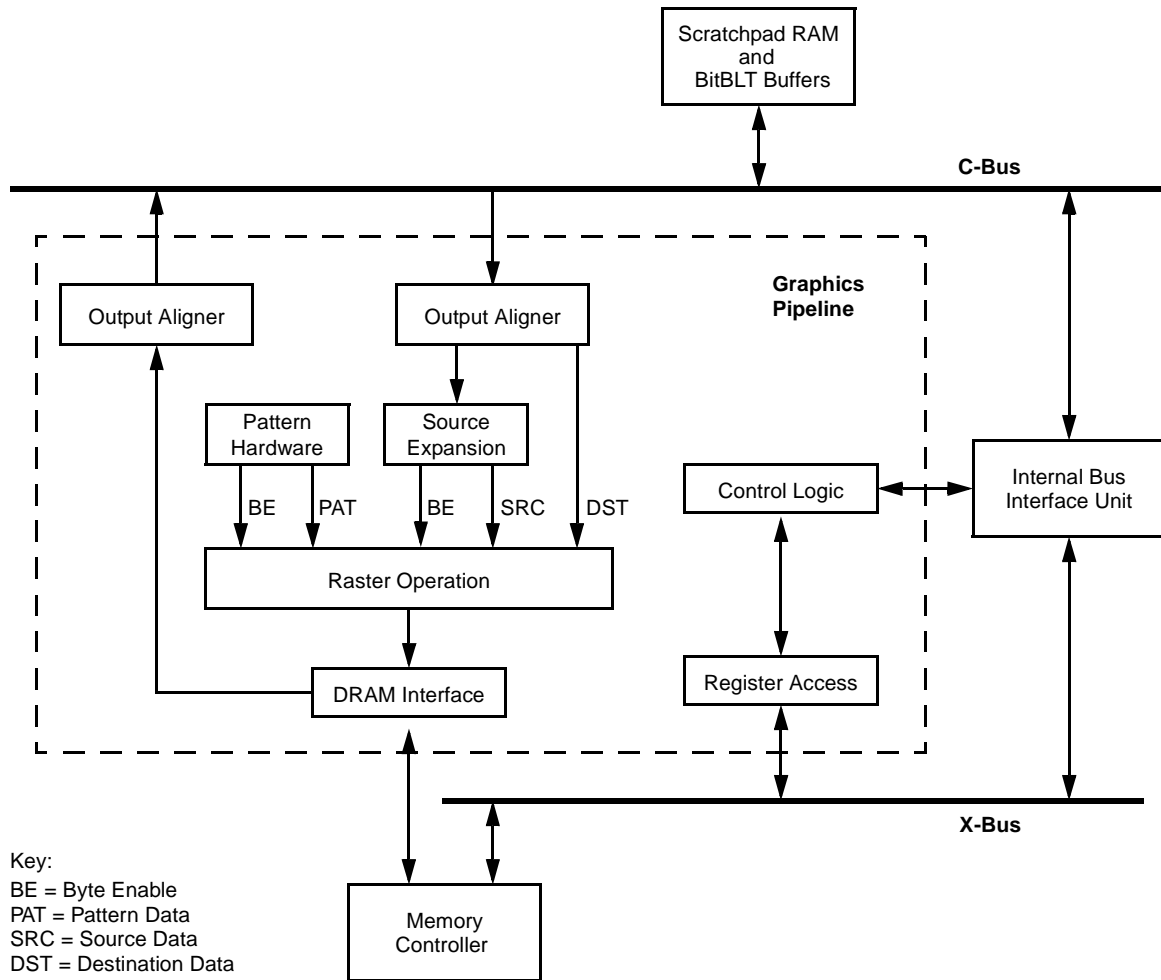 Scratchpad RAM
and
BitBLT Buffers
C-Bus
Graphics
Pipeline
Output Aligner
Output Aligner
Pattern
Hardware
Source
Expansion
Control Logic
Internal Bus
Interface Unit
BE
PAT
BE
SRC
DST
Raster Operation
DRAM Interface
Register Access
X-Bus
Key:
BE = Byte Enable
PAT = Pattern Data
SRC = Source Data
DST = Destination Data
Memory
Controller